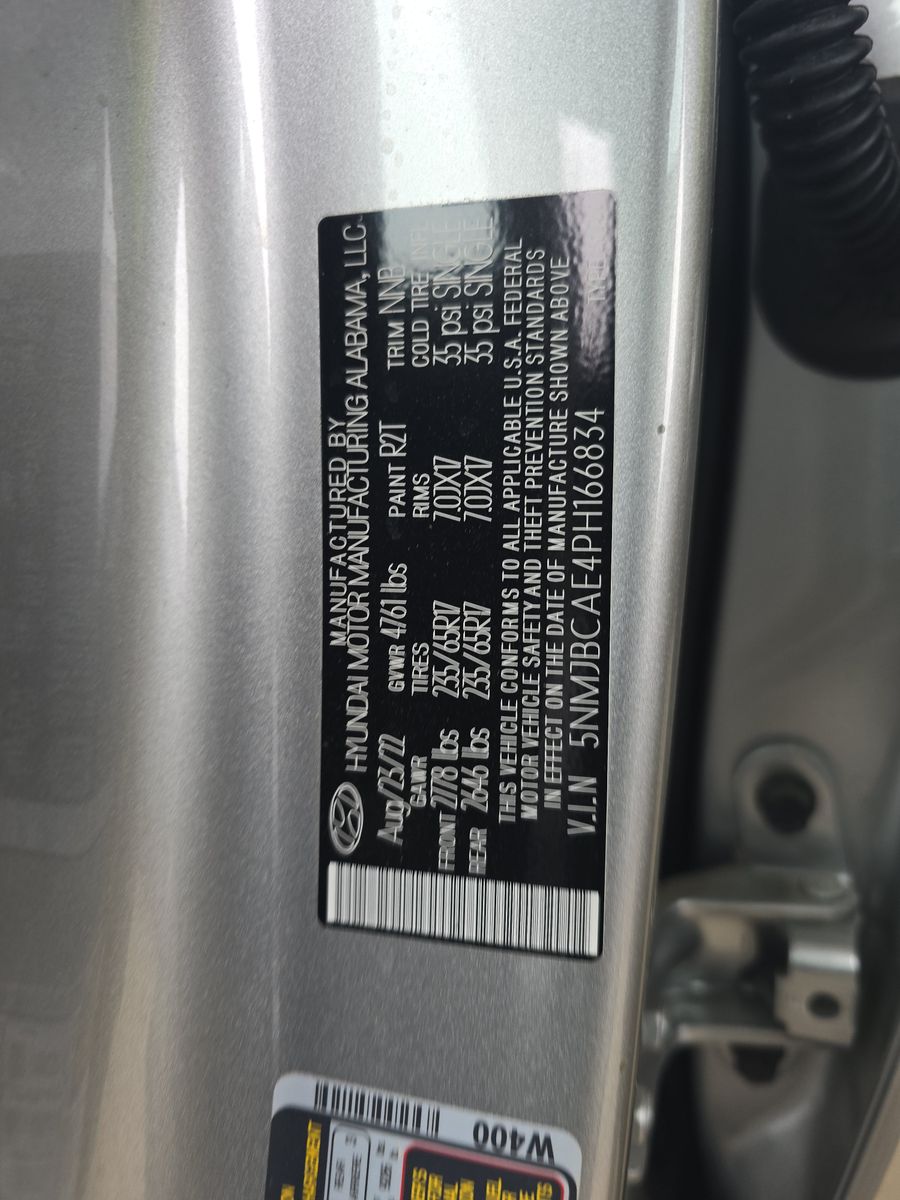 MANUFACTURED BY
HYUNDAI MOTOR MANUFACTURING ALABAMA, LLC.
Aug/23/22 GVWR 4761 lbs PAINT R2T TRIM NNB
GAWR TIRES RIMS COLD TIRE INF
FRONT 2778 lbs 235/65R17 7.0JX17 35 psi SINGLE
REAR 2646 lbs 235/65R17 7.0JX17 35 psi SINGLE
THIS VEHICLE CONFORMS TO ALL APPLICABLE U.S.A. FEDERAL
MOTOR VEHICLE SAFETY AND THEFT PREVENTION STANDARDS
IN EFFECT ON THE DATE OF MANUFACTURE SHOWN ABOVE
V.I.N 5NMJBCAE4PH166834
W400
REAR